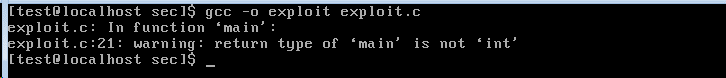 [test@localhost sec]$ gcc -o exploit exploit.c
exploit.c: In function ‘main’:
exploit.c:21: warning: return type of ‘main’ is not ‘int’
[test@localhost sec]$ _